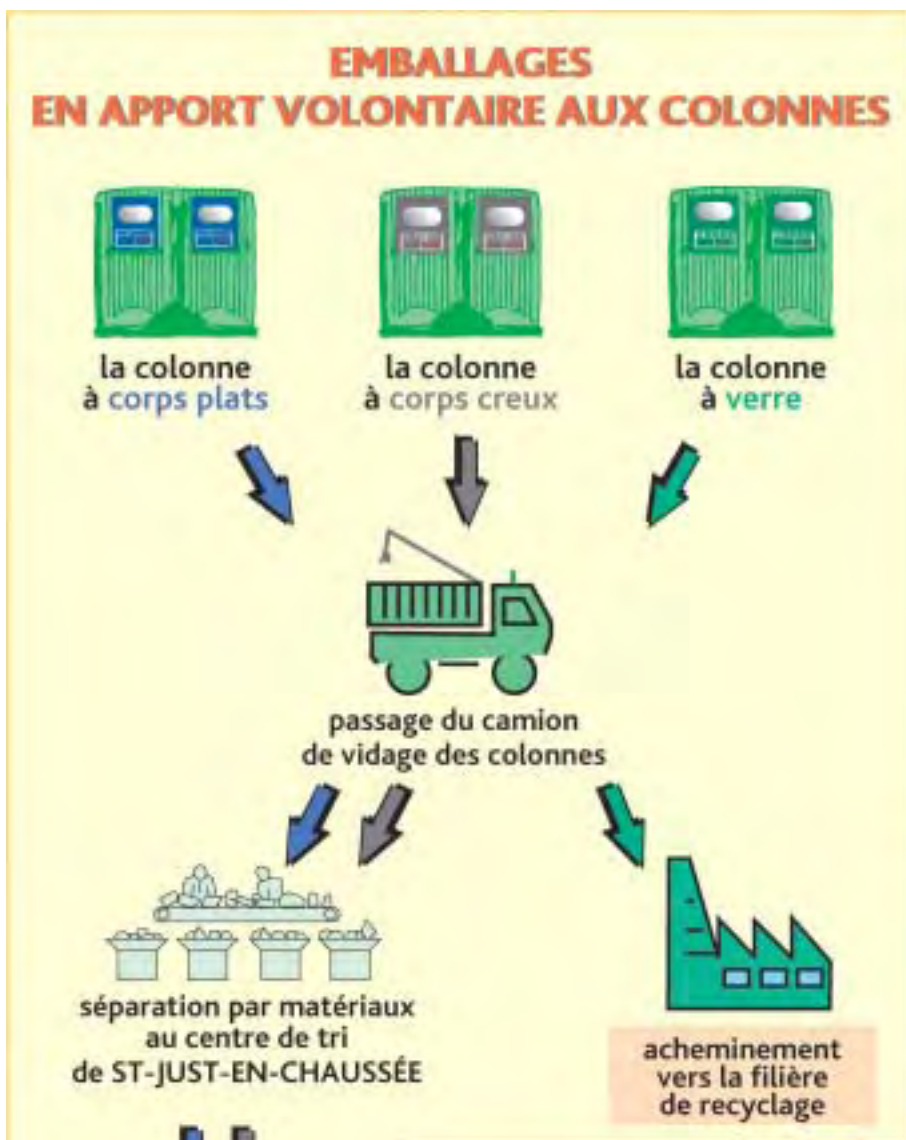 EMBALLAGES
EN APPORT VOLONTAIRE AUX COLONNES
la colonne
à corps plats
la colonne
à corps creux
la colonne
à verre
passage du camion
de vidage des colonnes
séparation par matériaux
au centre de tri
de ST-JUST-EN-CHAUSSÉE
acheminement
vers la filière
de recyclage